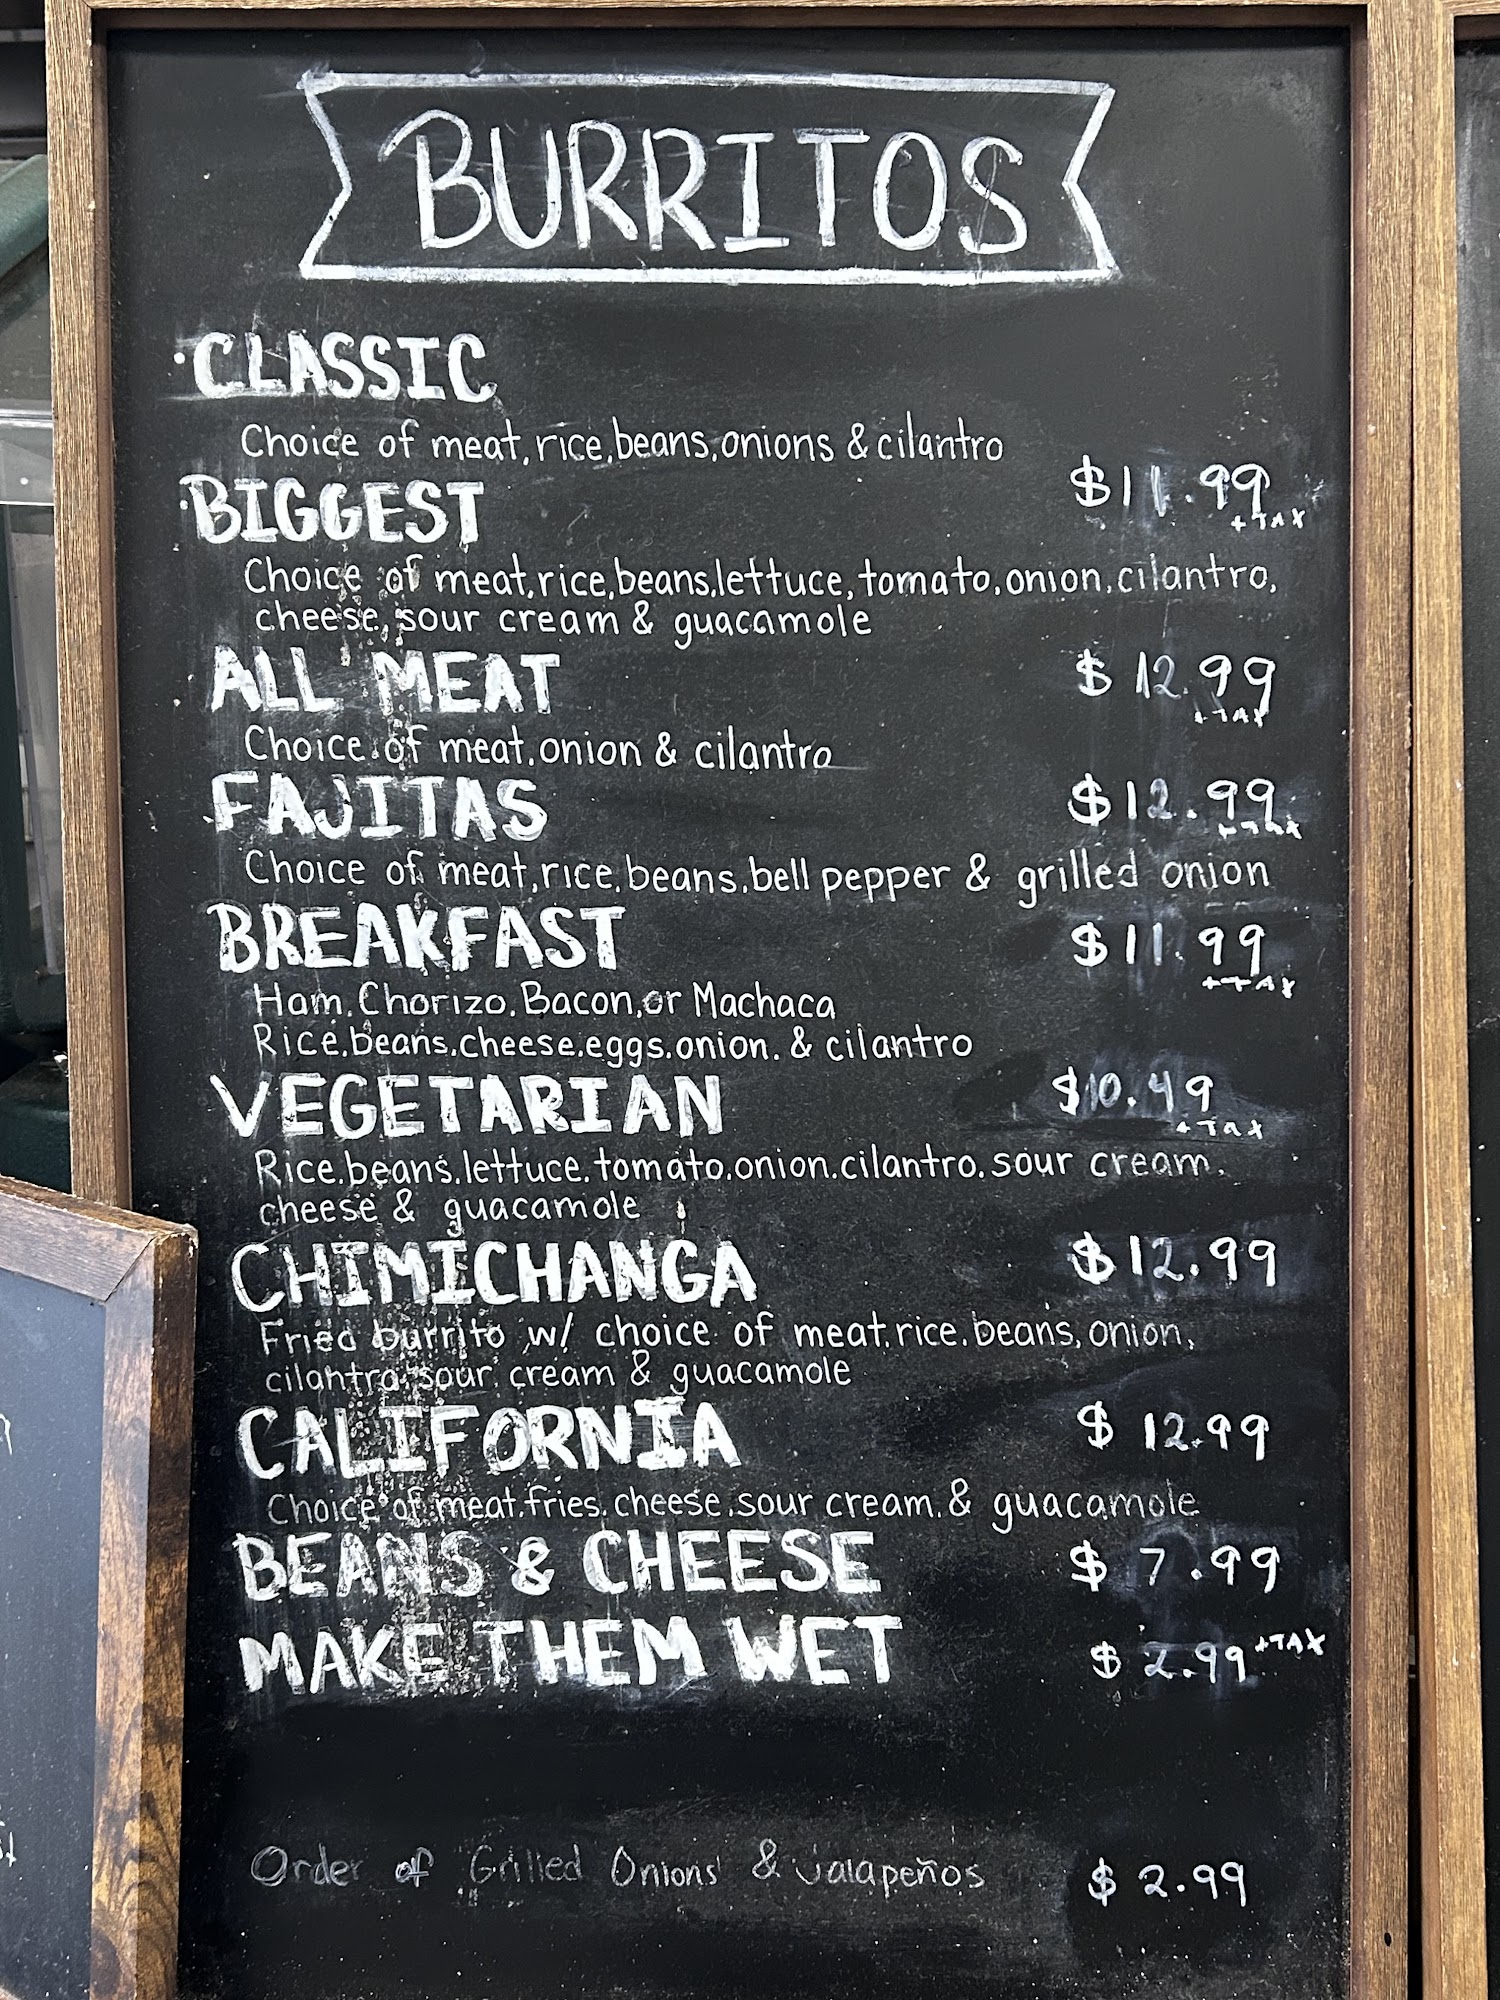 BURRITOS
CLASSIC
Choice of meat, rice, beans, onions & cilantro
BIGGEST $11.99 +TAX
Choice of meat, rice, beans, lettuce, tomato, onion, cilantro,
cheese, sour cream & guacamole
ALL MEAT $12.99 +TAX
Choice of meat, onion & cilantro
FAJITAS $12.99 +TAX
Choice of meat, rice, beans, bell pepper & grilled onion
BREAKFAST $11.99 +TAX
Ham, Chorizo, Bacon, or Machaca
Rice, beans, cheese, eggs, onion, & cilantro
VEGETARIAN $10.49 +TAX
Rice, beans, lettuce, tomato, onion, cilantro, sour cream,
cheese & guacamole
CHIMICHANGA $12.99
Fried burrito w/ choice of meat, rice, beans, onion,
cilantro, sour cream & guacamole
CALIFORNIA $12.99
Choice of meat, fries, cheese, sour cream, & guacamole
BEANS & CHEESE $7.99
MAKE THEM WET $2.99 +TAX
Order of Grilled Onions & Jalapeños $2.99